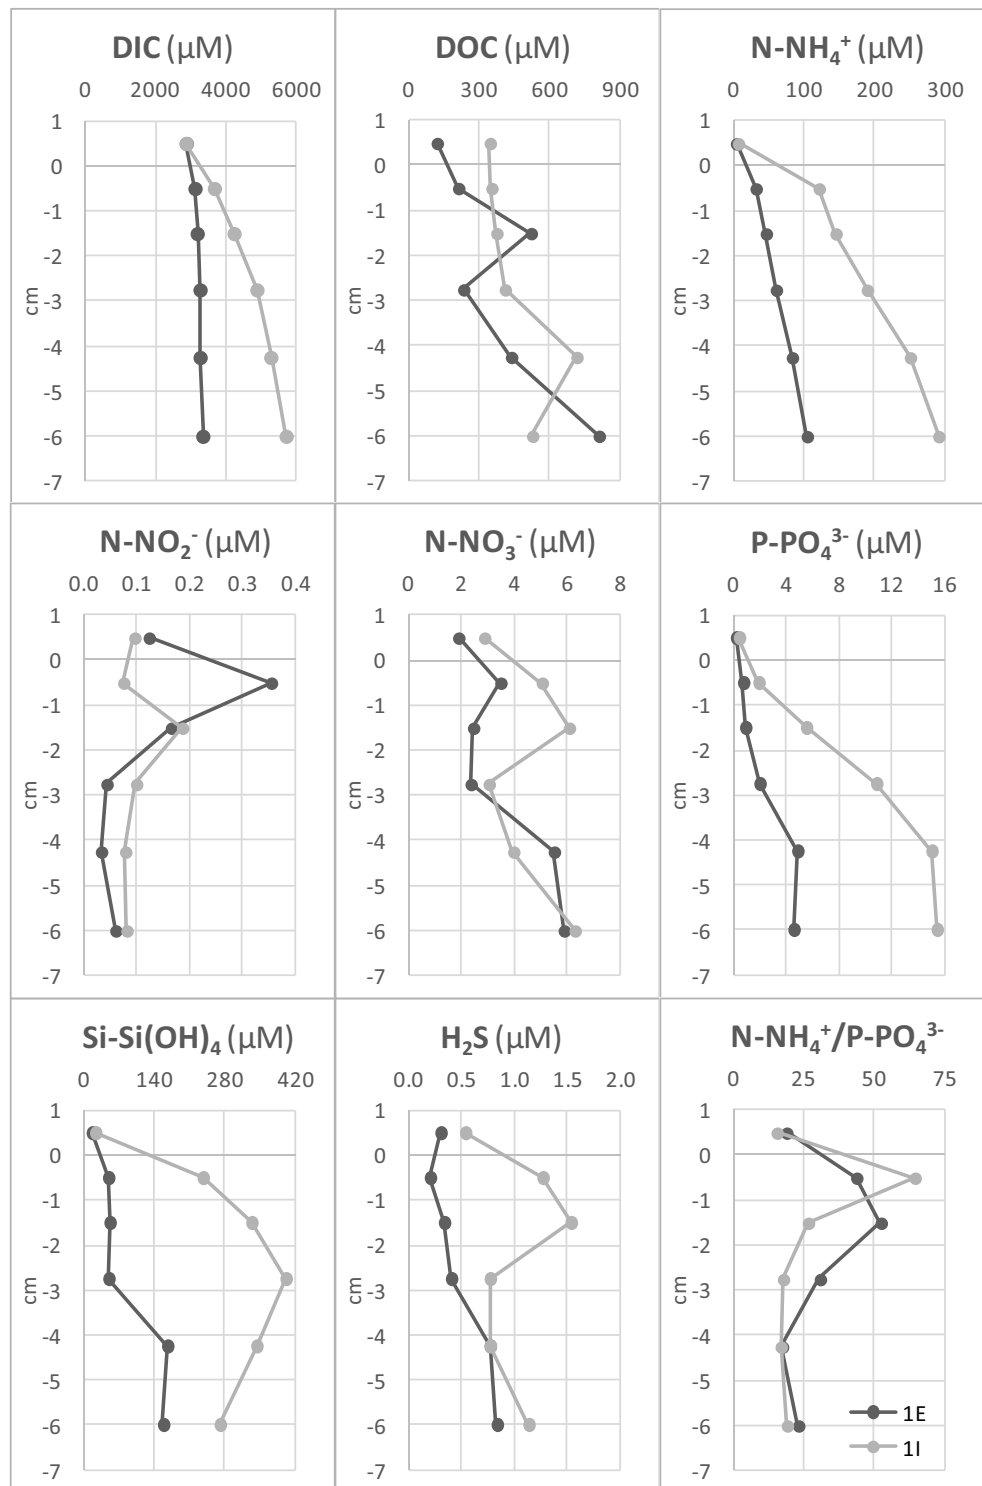 DIC (μM)
0 2000 4000 6000
1
0
-1
-2
-3
-4
-5
-6
-7
cm
DOC (μM)
0 300 600 900
1
0
-1
-2
-3
-4
-5
-6
-7
cm
N-NH₄⁺ (μM)
0 100 200 300
1
0
-1
-2
-3
-4
-5
-6
-7
cm
N-NO₂⁻ (μM)
0.0 0.1 0.2 0.3 0.4
1
0
-1
-2
-3
-4
-5
-6
-7
cm
N-NO₃⁻ (μM)
0 2 4 6 8
1
0
-1
-2
-3
-4
-5
-6
-7
cm
P-PO₄³⁻ (μM)
0 4 8 12 16
1
0
-1
-2
-3
-4
-5
-6
-7
cm
Si-Si(OH)₄ (μM)
0 140 280 420
1
0
-1
-2
-3
-4
-5
-6
-7
cm
H₂S (μM)
0.0 0.5 1.0 1.5 2.0
1
0
-1
-2
-3
-4
-5
-6
-7
cm
N-NH₄⁺/P-PO₄³⁻
0 25 50 75
1
0
-1
-2
-3
-4
-5
-6
-7
cm
1E
1I